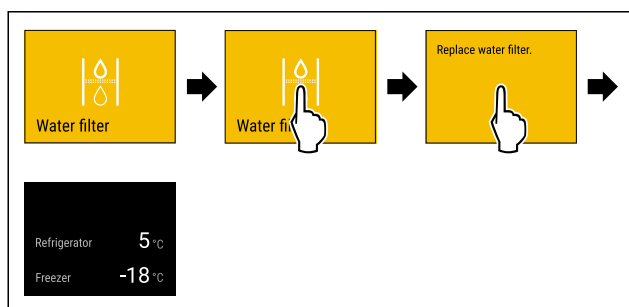 Water filter
Water fi
Replace water filter.
Refrigerator 5 °C
Freezer -18 °C